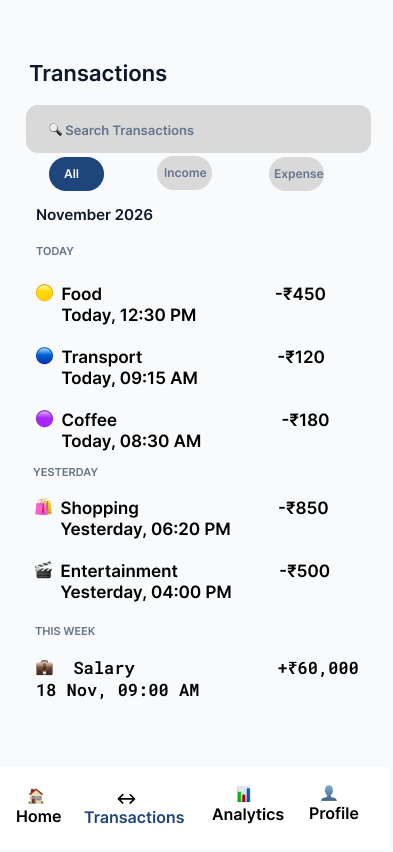 Transactions
🔍 Search Transactions
All Income Expense
November 2026
TODAY
Food -₹450
Today, 12:30 PM
Transport -₹120
Today, 09:15 AM
Coffee -₹180
Today, 08:30 AM
YESTERDAY
Shopping -₹850
Yesterday, 06:20 PM
Entertainment -₹500
Yesterday, 04:00 PM
THIS WEEK
Salary +₹60,000
18 Nov, 09:00 AM
Home Transactions Analytics Profile